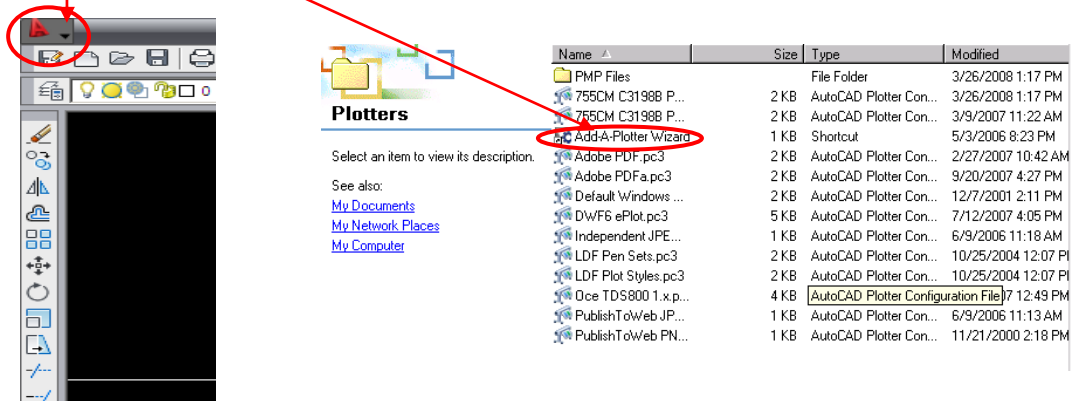 0
Plotters
Select an item to view its description.
See also:
My Documents
My Network Places
My Computer
Name Size Type Modified
PMP Files File Folder 3/26/2008 1:17 PM
755CM C3198B P... 2 KB AutoCAD Plotter Con... 3/26/2008 1:17 PM
755CM C3198B P... 2 KB AutoCAD Plotter Con... 3/9/2007 11:22 AM
Add-A-Plotter Wizard 1 KB Shortcut 5/3/2006 8:23 PM
Adobe PDF.pc3 2 KB AutoCAD Plotter Con... 2/27/2007 10:42 AM
Adobe PDFa.pc3 2 KB AutoCAD Plotter Con... 9/20/2007 4:27 PM
Default Windows ... 2 KB AutoCAD Plotter Con... 12/7/2001 2:11 PM
DWF6 ePlot.pc3 5 KB AutoCAD Plotter Con... 7/12/2007 4:05 PM
Independent JPE... 1 KB AutoCAD Plotter Con... 6/9/2006 11:18 AM
LDF Pen Sets.pc3 2 KB AutoCAD Plotter Con... 10/25/2004 12:07 P
LDF Plot Styles.pc3 2 KB AutoCAD Plotter Con... 10/25/2004 12:07 P
Oce TDS800 1.x.p... 4 KB AutoCAD Plotter Configuration File 07 12:49 PM
PublishToWeb JP... 1 KB AutoCAD Plotter Con... 6/9/2006 11:13 AM
PublishToWeb PN... 1 KB AutoCAD Plotter Con... 11/21/2000 2:18 PM